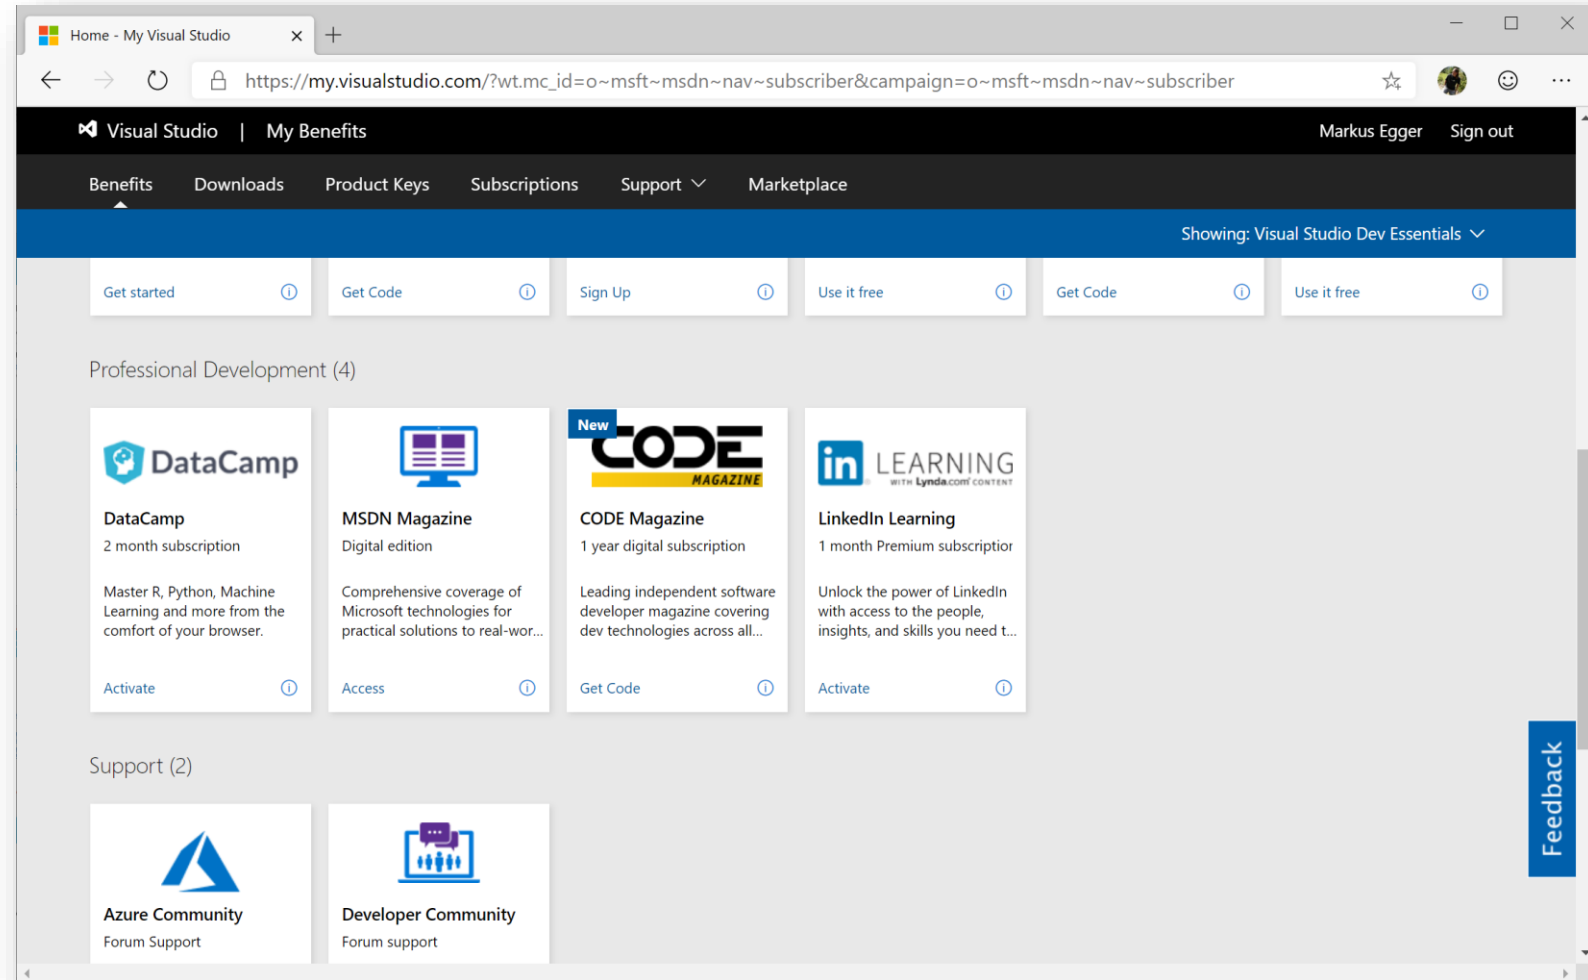 Home - My Visual Studio
https://my.visualstudio.com/?wt.mc_id=o~msft~msdn~nav~subscriber&campaign=o~msft~msdn~nav~subscriber
Visual Studio | My Benefits
Markus Egger Sign out
Benefits Downloads Product Keys Subscriptions Support Marketplace
Showing: Visual Studio Dev Essentials
Get started Get Code Sign Up Use it free Get Code Use it free
Professional Development (4)
DataCamp
DataCamp
2 month subscription
Master R, Python, Machine
Learning and more from the
comfort of your browser.
Activate
MSDN Magazine
Digital edition
Comprehensive coverage of
Microsoft technologies for
practical solutions to real-wor...
Access
New
CODE
MAGAZINE
CODE Magazine
1 year digital subscription
Leading independent software
developer magazine covering
dev technologies across all...
Get Code
in LEARNING
WITH Lynda.com CONTENT
LinkedIn Learning
1 month Premium subscription
Unlock the power of LinkedIn
with access to the people,
insights, and skills you need t...
Activate
Support (2)
Azure Community
Forum Support
Developer Community
Forum support
Feedback